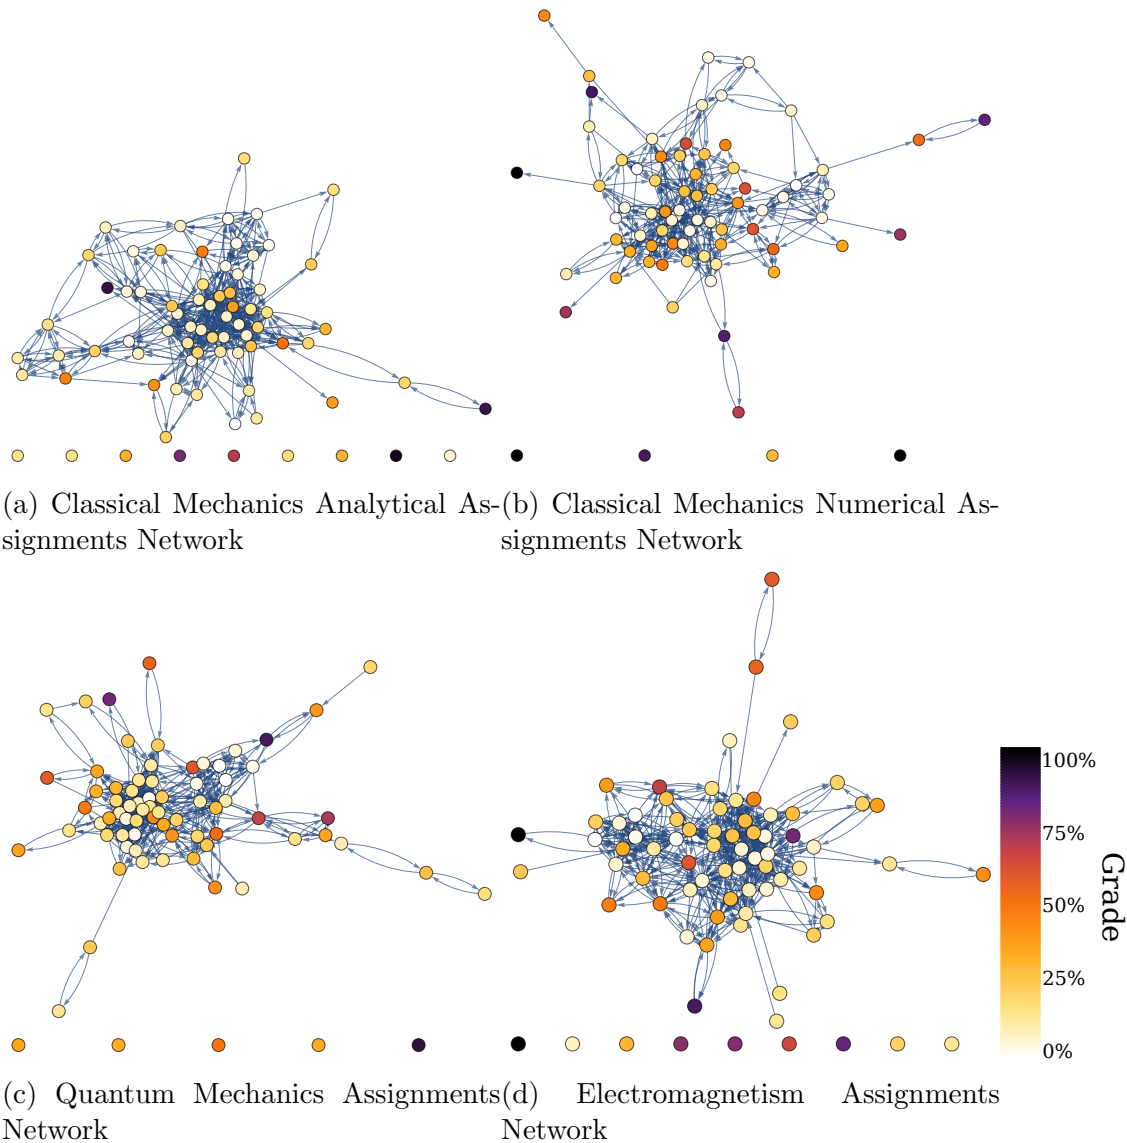 (a) Classical Mechanics Analytical As-
signments Network
(b) Classical Mechanics Numerical As-
signments Network
100%
75%
50%
25%
0%
Grade
(c) Quantum Mechanics Assignments
Network
(d) Electromagnetism Assignments
Network